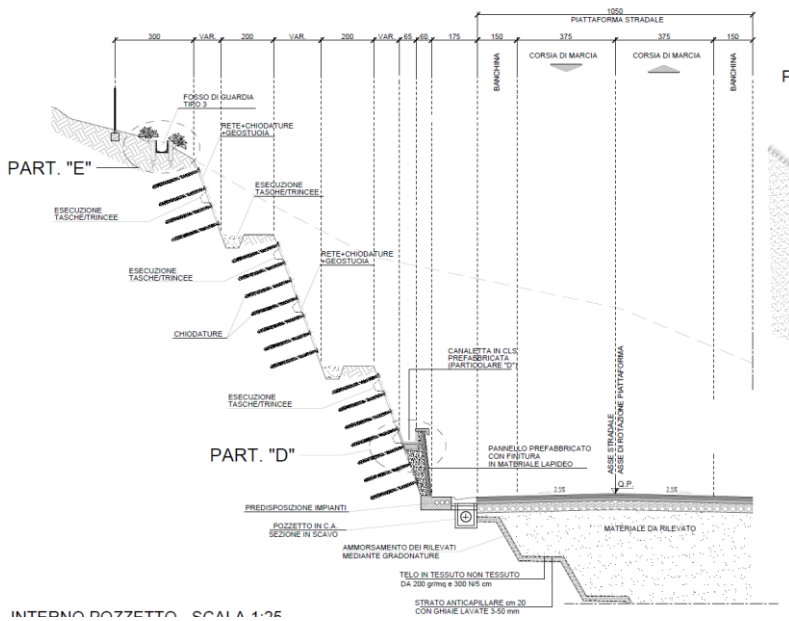 1050
PIATTAFORMA STRADALE
300
VAR.
200
VAR.
200
VAR.
65
60
175
150
375
375
150
BANCHINA
CORSIA DI MARCIA
CORSIA DI MARCIA
BANCHINA
P
FOSSO DI GUARDIA
TIPO 3
RETE+CHIODATURE
+GEOSTUOIA
PART. "E"
ESECUZIONE
TASCHE/TRINCEE
ESECUZIONE
TASCHE/TRINCEE
RETE+CHIODATURE
+GEOSTUOIA
ESECUZIONE
TASCHE/TRINCEE
CHIODATURE
CANALETTA IN CLS
PREFABBRICATA
(PARTICOLARE "D")
ESECUZIONE
TASCHE/TRINCEE
PART. "D"
PANNELLO PREFABBRICATO
CON FINITURA
IN MATERIALE LAPIDEO
ASSE STRADALE
ASSE DI ROTAZIONE PIATTAFORMA
Q.P.
2,5%
2,5%
PREDISPOSIZIONE IMPIANTI
POZZETTO IN C.A.
SEZIONE IN SCAVO
MATERIALE DA RILEVATO
AMMORSAMENTO DEI RILEVATI
MEDIANTE GRADONATURE
TELO IN TESSUTO NON TESSUTO
DA 200 gr/mq e 300 N/5 cm
STRATO ANTICAPILLARE cm 20
CON GHIAIE LAVATE 3-50 mm
INTERNO POZZETTO - SCALA 1:25